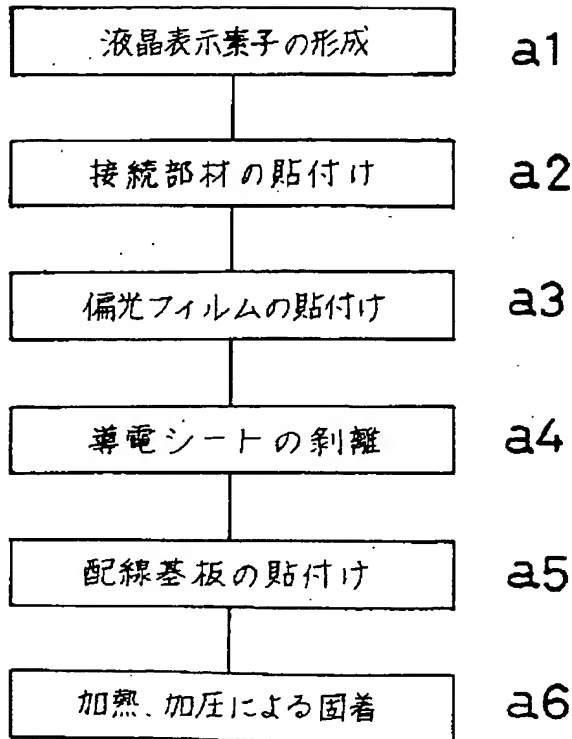 液晶表示素子の形成 a1
接続部材の貼付け a2
偏光フィルムの貼付け a3
導電シートの剝離 a4
配線基板の貼付け a5
加熱、加圧による固着 a6